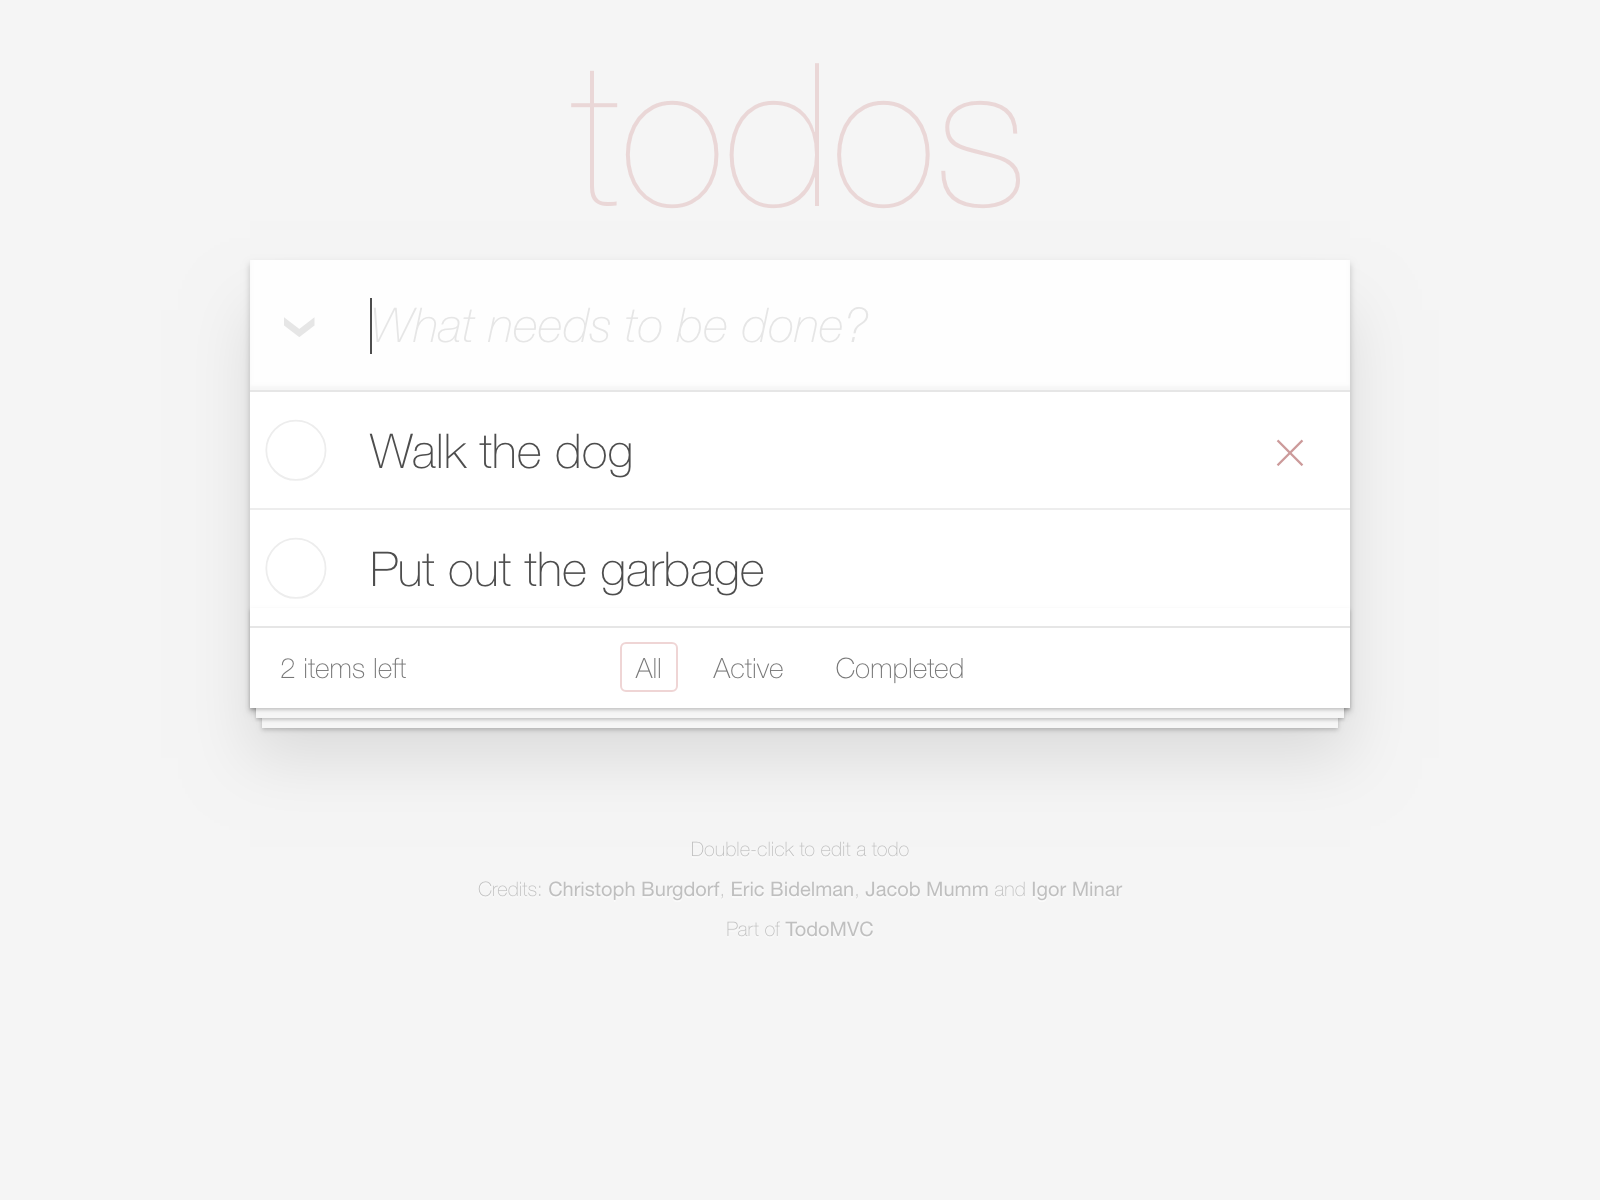 todos
What needs to be done?
Walk the dog
Put out the garbage
2 items left All Active Completed
Double-click to edit a todo
Credits: Christoph Burgdorf, Eric Bidelman, Jacob Mumm and Igor Minar
Part of TodoMVC